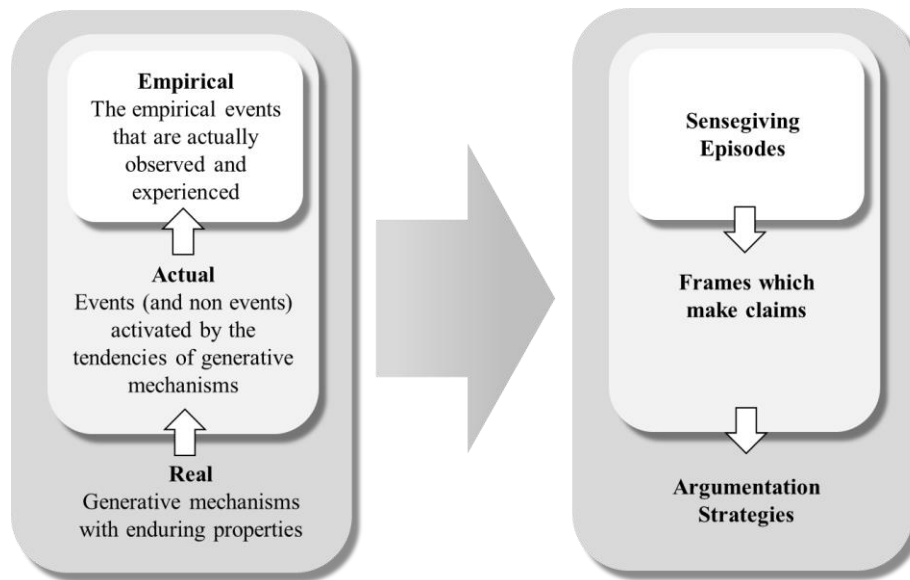 Empirical
The empirical events
that are actually
observed and
experienced
Actual
Events (and non events)
activated by the
tendencies of generative
mechanisms
Real
Generative mechanisms
with enduring properties
Sensegiving
Episodes
Frames which
make claims
Argumentation
Strategies